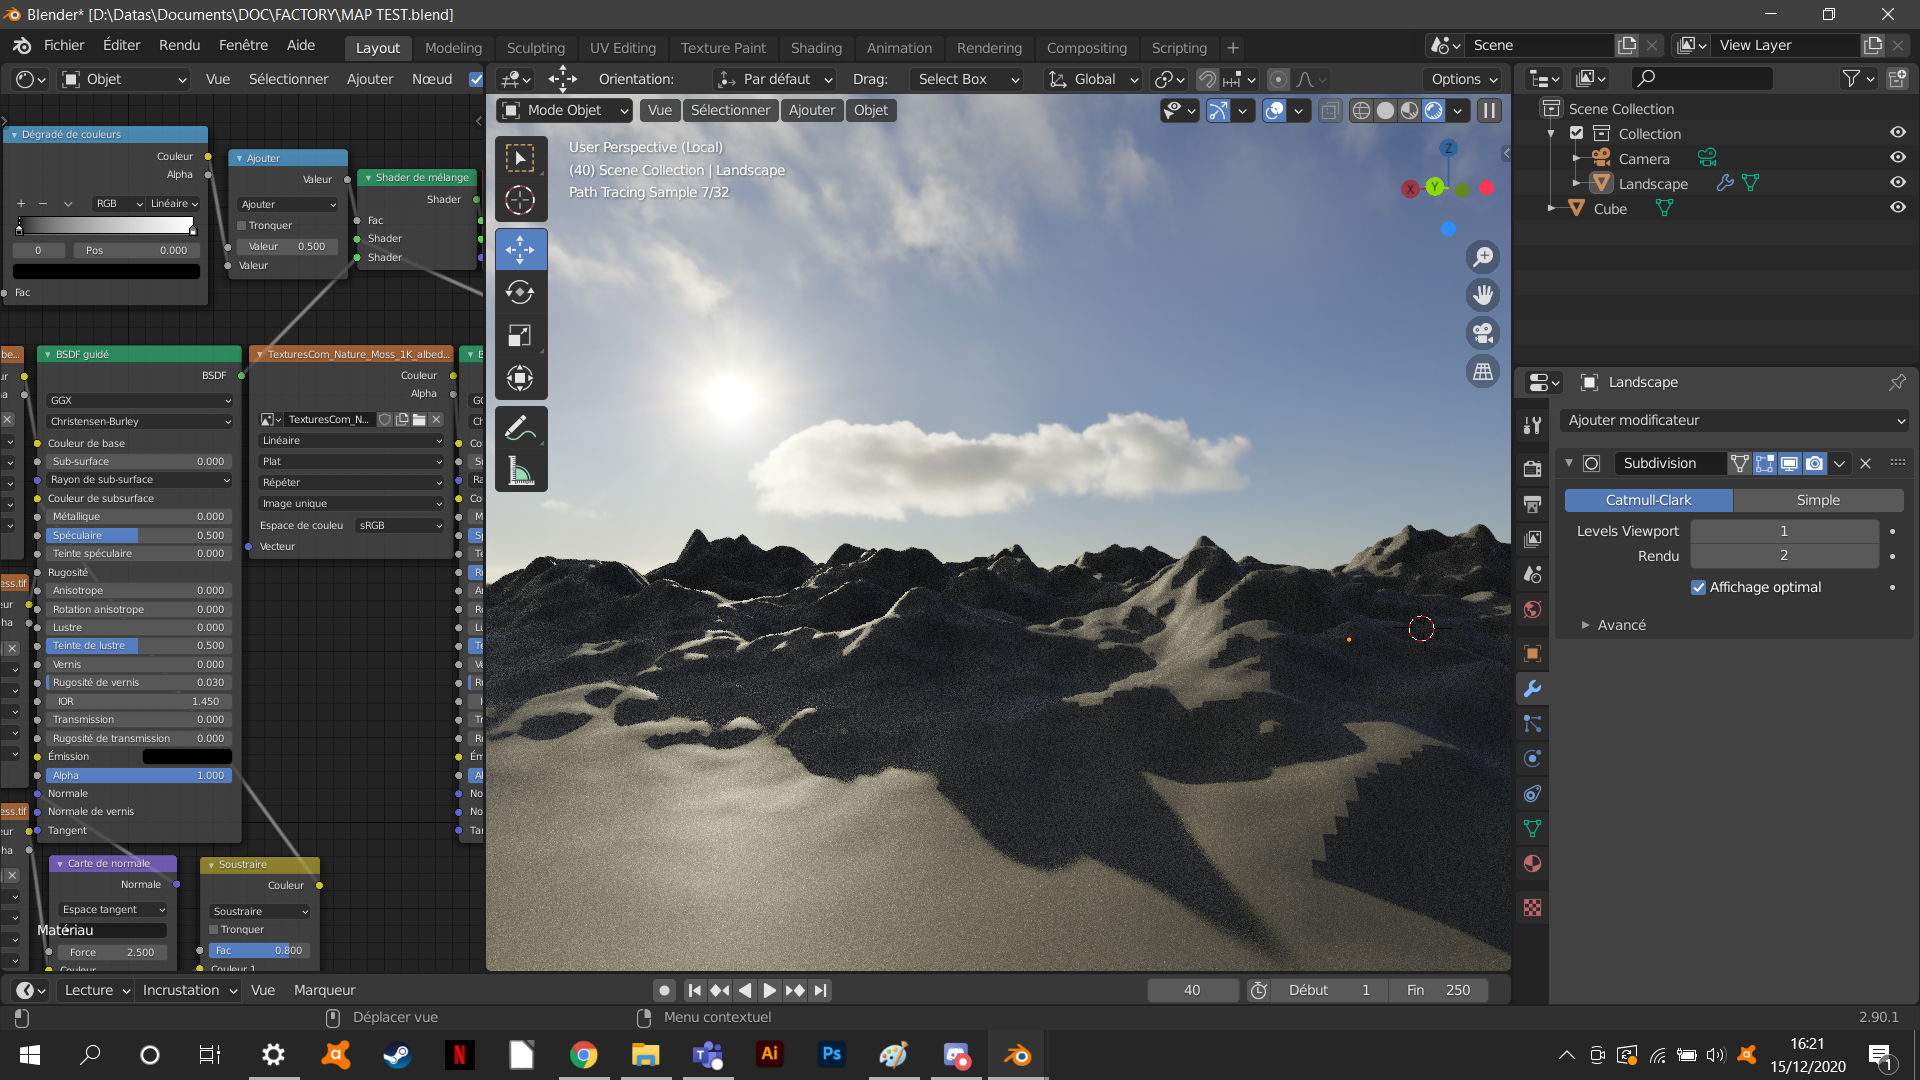 Blender* [D:\Datas\Documents\DOC\FACTORY\MAP TEST.blend]
Fichier Éditer Rendu Fenêtre Aide Layout Modeling Sculpting UV Editing Texture Paint Shading Animation Rendering Compositing Scripting + Scene View Layer
Objet Vue Sélectionner Ajouter Nœud Orientation: Par défaut Drag: Select Box Global Options
Mode Objet Vue Sélectionner Ajouter Objet
User Perspective (Local)
(40) Scene Collection | Landscape
Path Tracing Sample 7/32
Z
X
Y
Dégradé de couleurs
Couleur
Alpha
RGB Linéaire
0 Pos 0.000
Fac
Ajouter
Valeur
Ajouter
Tronquer
Valeur 0.500
Valeur
Shader de mélange
Shader
Fac
Shader
Shader
BSDF guidé
BSDF
GGX
Christensen-Burley
Couleur de base
Sub-surface 0.000
Rayon de sub-surface
Couleur de subsurface
Métallique 0.000
Spéculaire 0.500
Teinte spéculaire 0.000
Rugosité
Anisotrope 0.000
Rotation anisotrope 0.000
Lustre 0.000
Teinte de lustre 0.500
Vernis 0.000
Rugosité de vernis 0.030
IOR 1.450
Transmission 0.000
Rugosité de transmission 0.000
Émission
Alpha 1.000
Normale
Normale de vernis
Tangent
TexturesCom_Nature_Moss_1K_albed...
Couleur
Alpha
TexturesCom_N...
Linéaire
Plat
Répéter
Image unique
Espace de couleu sRGB
Vecteur
Carte de normale
Normale
Espace tangent
Matériau
Force 2.500
Couleur
Soustraire
Couleur
Soustraire
Tronquer
Fac 0.800
Couleur 1
ess.tif
ess.tif
Scene Collection
Collection
Camera
Landscape
Cube
Landscape
Ajouter modificateur
Subdivision
Catmull-Clark Simple
Levels Viewport 1
Rendu 2
Affichage optimal
Avancé
Lecture Incrustation Vue Marqueur 40 Début 1 Fin 250
Déplacer vue Menu contextuel 2.90.1
N Ai Ps
16:21
15/12/2020
1